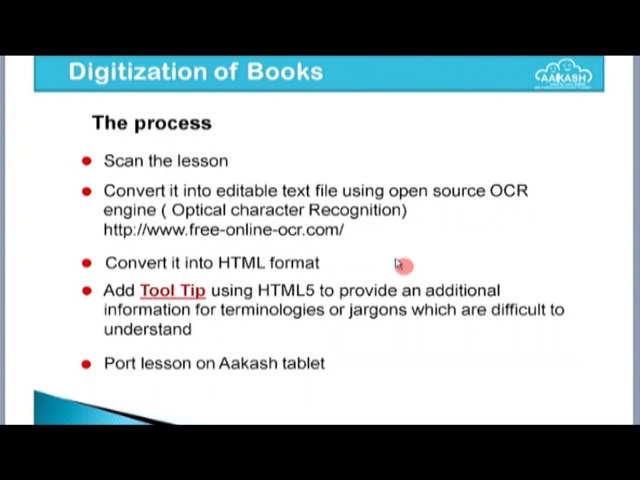 Digitization of Books
AAKASH
The process
Scan the lesson
Convert it into editable text file using open source OCR
engine ( Optical character Recognition)
http://www.free-online-ocr.com/
Convert it into HTML format
Add Tool Tip using HTML5 to provide an additional
information for terminologies or jargons which are difficult to
understand
Port lesson on Aakash tablet